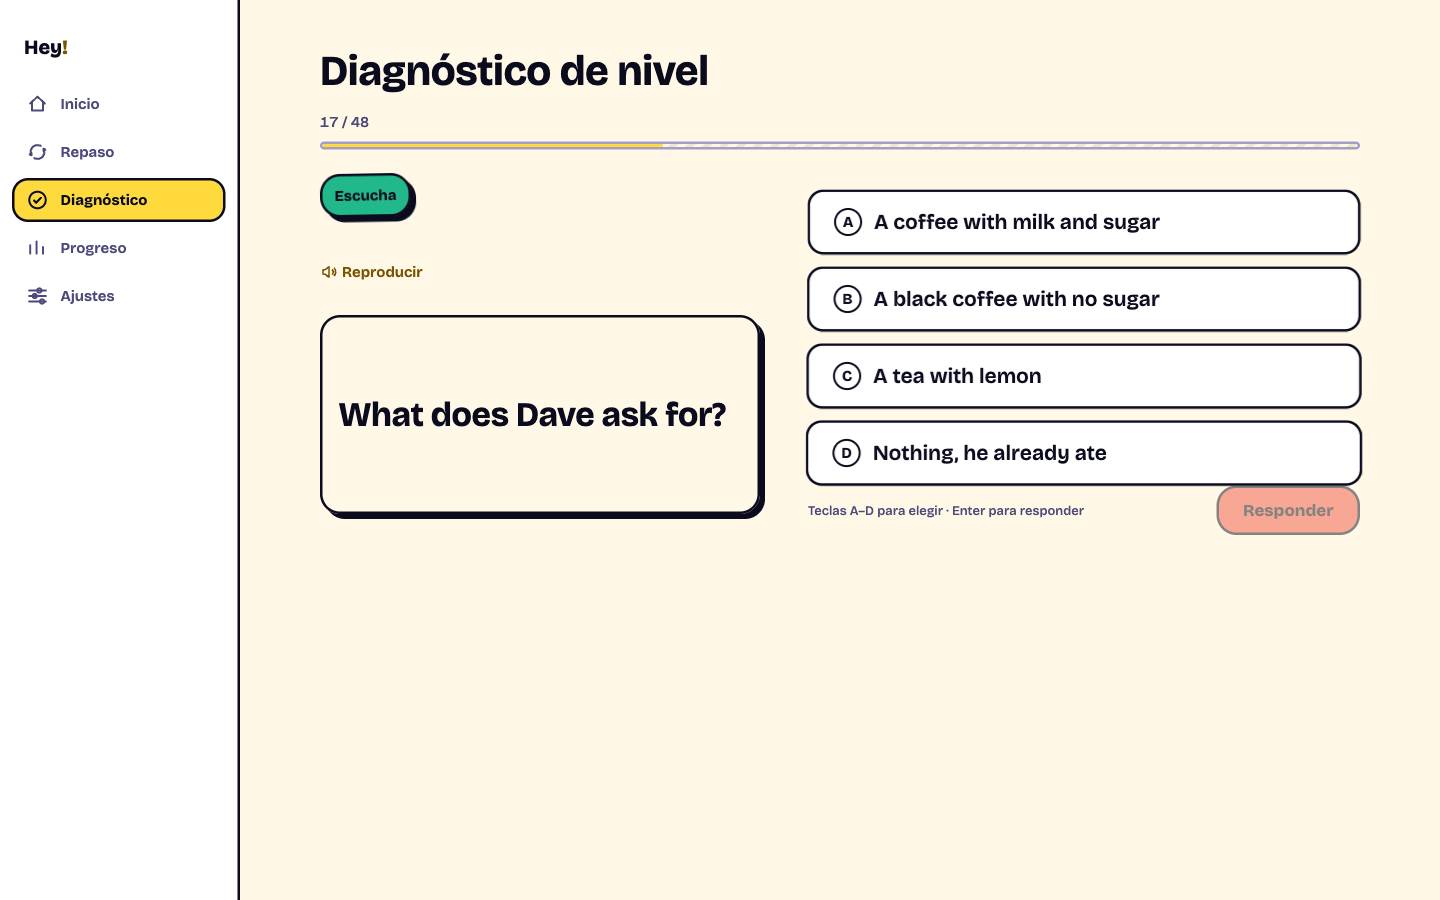 Hey!
Inicio
Repaso
Diagnóstico
Progreso
Ajustes
Diagnóstico de nivel
17 / 48
Escucha
Reproducir
What does Dave ask for?
A A coffee with milk and sugar
B A black coffee with no sugar
C A tea with lemon
D Nothing, he already ate
Teclas A–D para elegir · Enter para responder
Responder